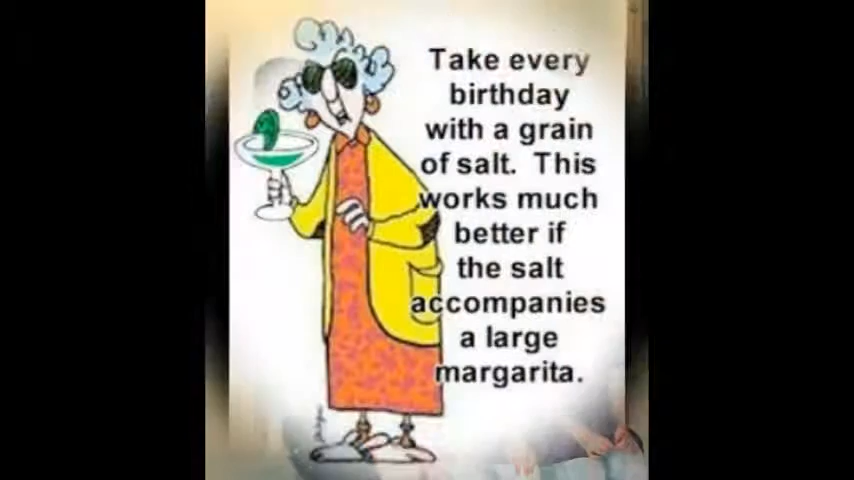 Take every
birthday
with a grain
of salt. This
works much
better if
the salt
accompanies
a large
margarita.